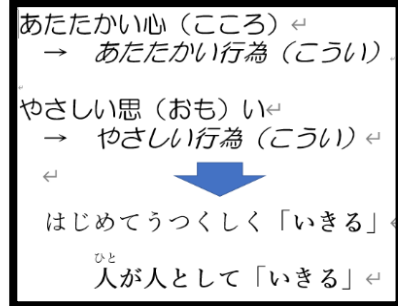 あたたかい心（こころ）
→ あたたかい行為（こうい）
やさしい思（おも）い
→ やさしい行為（こうい）
はじめてうつくしく「いきる」
ひと
人が人として「いきる」